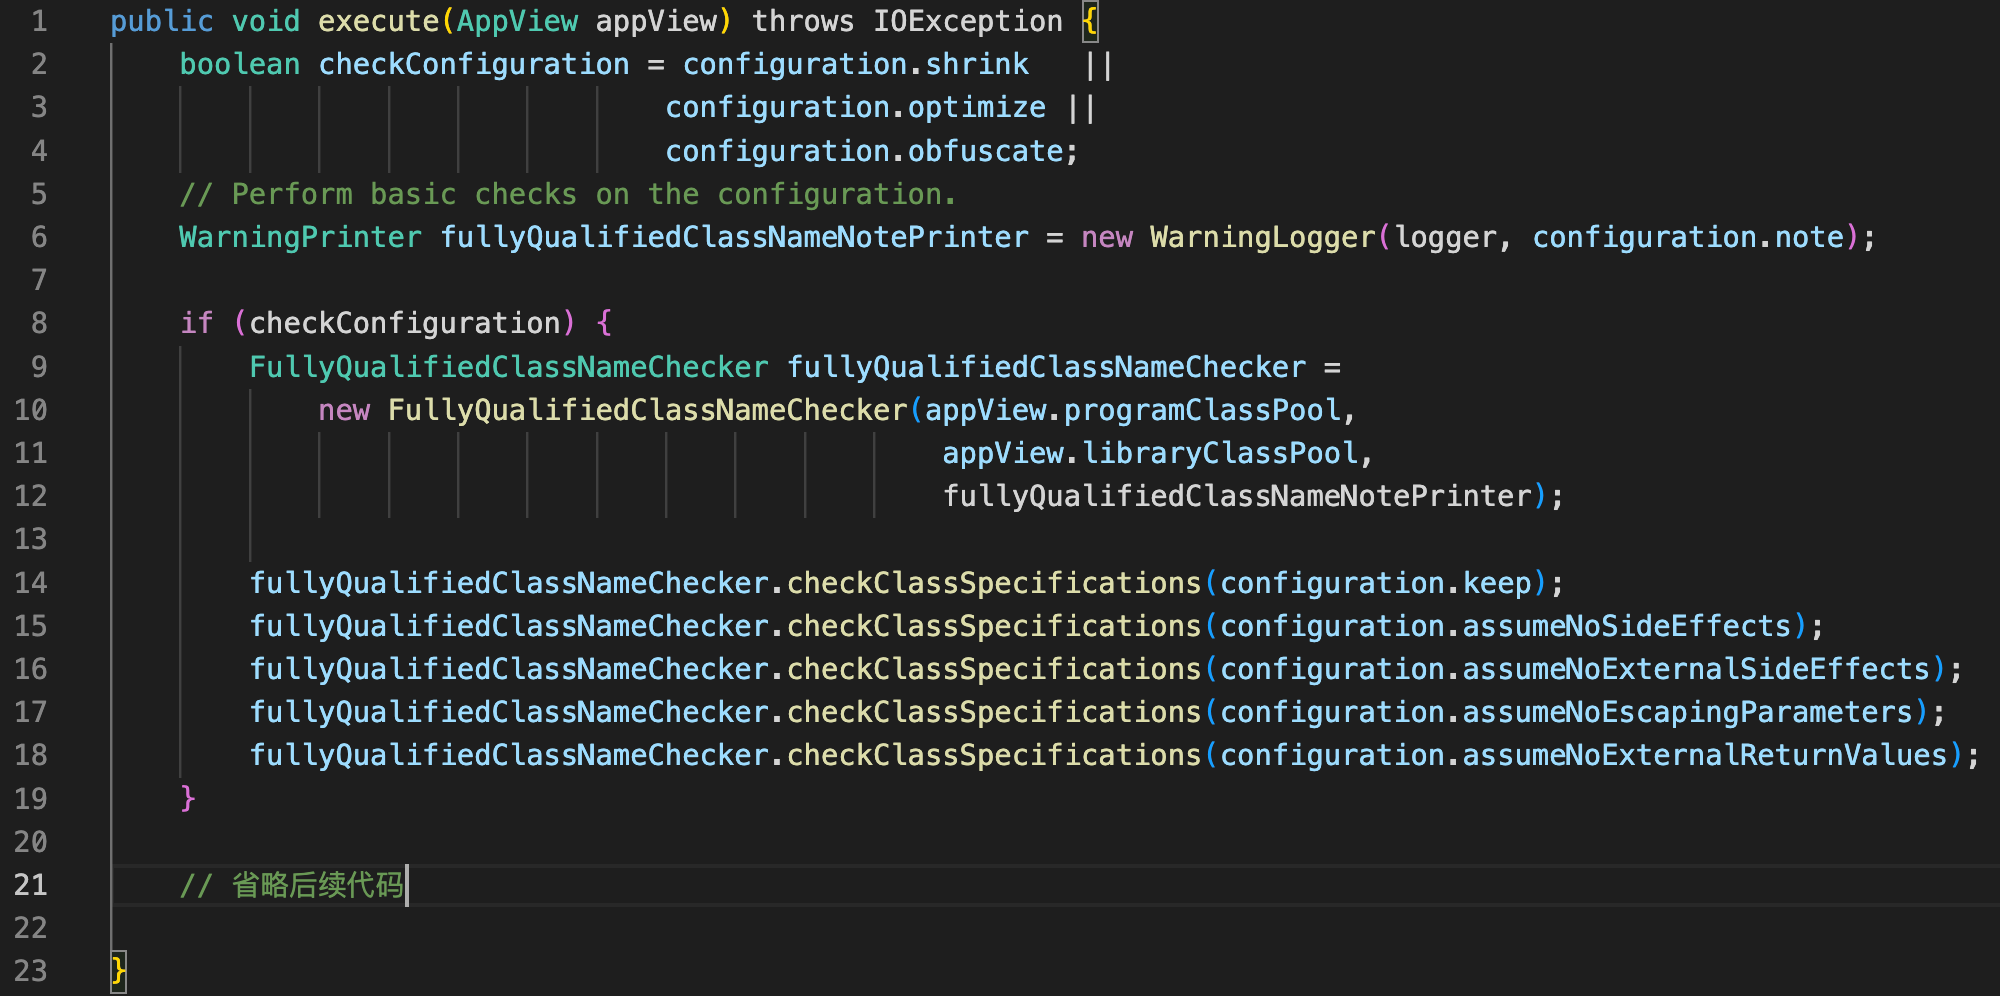 1 public void execute(AppView appView) throws IOException {
2 boolean checkConfiguration = configuration.shrink ||
3 configuration.optimize ||
4 configuration.obfuscate;
5 // Perform basic checks on the configuration.
6 WarningPrinter fullyQualifiedClassNameNotePrinter = new WarningLogger(logger, configuration.note);
7
8 if (checkConfiguration) {
9 FullyQualifiedClassNameChecker fullyQualifiedClassNameChecker =
10 new FullyQualifiedClassNameChecker(appView.programClassPool,
11 appView.libraryClassPool,
12 fullyQualifiedClassNameNotePrinter);
13
14 fullyQualifiedClassNameChecker.checkClassSpecifications(configuration.keep);
15 fullyQualifiedClassNameChecker.checkClassSpecifications(configuration.assumeNoSideEffects);
16 fullyQualifiedClassNameChecker.checkClassSpecifications(configuration.assumeNoExternalSideEffects);
17 fullyQualifiedClassNameChecker.checkClassSpecifications(configuration.assumeNoEscapingParameters);
18 fullyQualifiedClassNameChecker.checkClassSpecifications(configuration.assumeNoExternalReturnValues);
19 }
20
21 // 省略后续代码
22
23 }